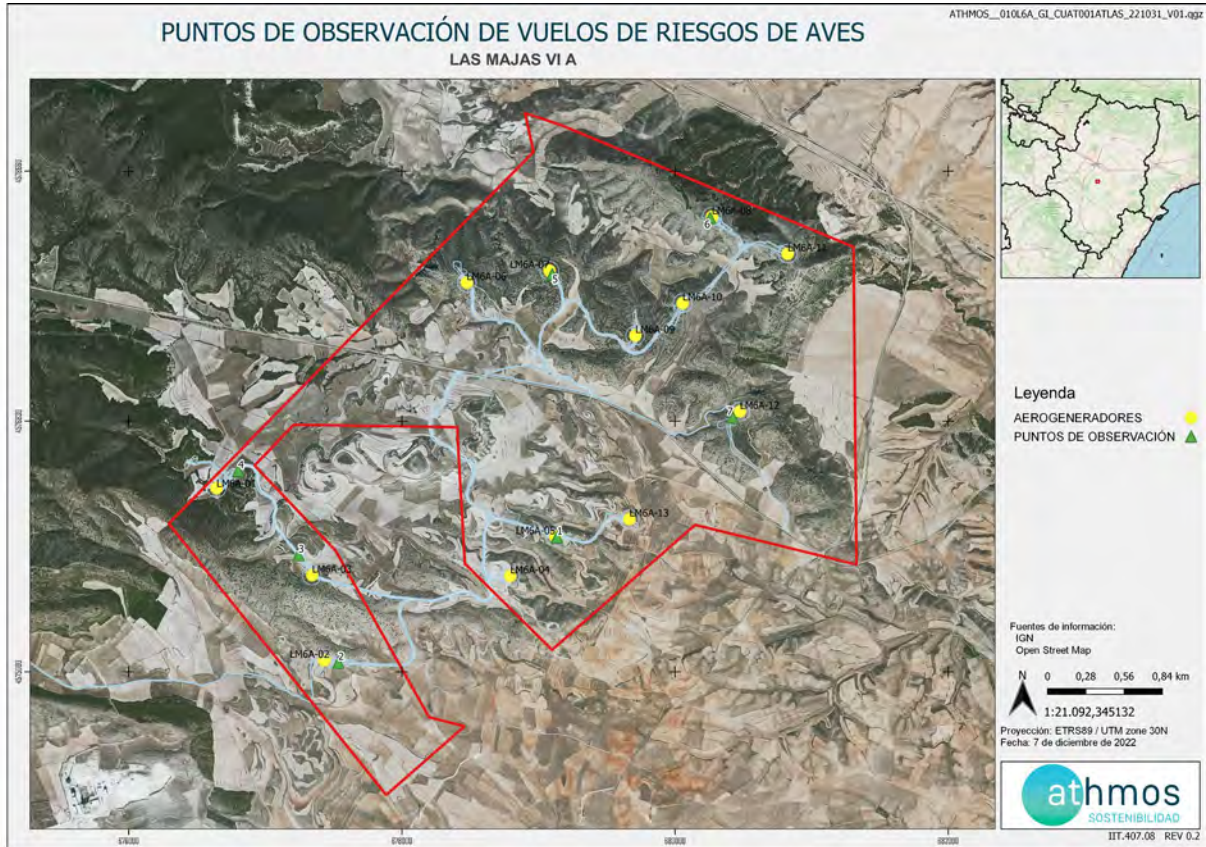 ATHMOS__010L6A_GI_CUAT001ATLAS_221031_V01.qgz
PUNTOS DE OBSERVACIÓN DE VUELOS DE RIESGOS DE AVES
LAS MAJAS VI A
LM6A-08
6
LM6A-11
LM6A-07
5
LM6A-06
LM6A-10
LM6A-09
LM6A-12
7
4
LM6A-01
LM6A-13
LM6A-05
1
3
LM6A-03
LM6A-04
LM6A-02
2
676000
678000
680000
682000
Leyenda
AEROGENERADORES
PUNTOS DE OBSERVACIÓN
Fuentes de información:
IGN
Open Street Map
N
0 0,28 0,56 0,84 km
1:21.092,345132
Proyección: ETRS89 / UTM zone 30N
Fecha: 7 de diciembre de 2022
athmos
SOSTENIBILIDAD
IIT.407.08 REV 0.2